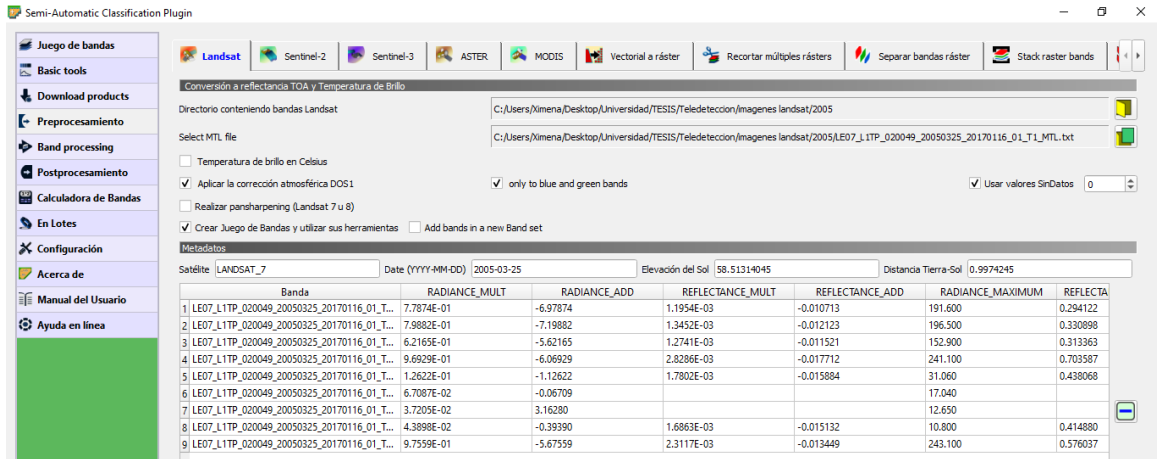 Semi-Automatic Classification Plugin
Juego de bandas
Basic tools
Download products
Preprocesamiento
Band processing
Postprocesamiento
Calculadora de Bandas
En Lotes
Configuración
Acerca de
Manual del Usuario
Ayuda en línea
Landsat Sentinel-2 Sentinel-3 ASTER MODIS Vectorial a ráster Recortar múltiples rásters Separar bandas ráster Stack raster bands
Conversión a reflectancia TOA y Temperatura de Brillo
Directorio conteniendo bandas Landsat C:/Users/Ximena/Desktop/Universidad/TESIS/Teledeteccion/imagenes landsat/2005
Select MTL file C:/Users/Ximena/Desktop/Universidad/TESIS/Teledeteccion/imagenes landsat/2005/LE07_L1TP_020049_20050325_20170116_01_T1_MTL.txt
Temperatura de brillo en Celsius
Aplicar la corrección atmosférica DOS1 only to blue and green bands Usar valores SinDatos 0
Realizar pansharpening (Landsat 7 u 8)
Crear Juego de Bandas y utilizar sus herramientas Add bands in a new Band set
Metadatos
Satélite LANDSAT_7 Date (YYYY-MM-DD) 2005-03-25 Elevación del Sol 58.51314045 Distancia Tierra-Sol 0.9974245
Banda RADIANCE_MULT RADIANCE_ADD REFLECTANCE_MULT REFLECTANCE_ADD RADIANCE_MAXIMUM REFLECTA
1 LE07_L1TP_020049_20050325_20170116_01_T... 7.7874E-01 -6.97874 1.1954E-03 -0.010713 191.600 0.294122
2 LE07_L1TP_020049_20050325_20170116_01_T... 7.9882E-01 -7.19882 1.3452E-03 -0.012123 196.500 0.330898
3 LE07_L1TP_020049_20050325_20170116_01_T... 6.2165E-01 -5.62165 1.2741E-03 -0.011521 152.900 0.313363
4 LE07_L1TP_020049_20050325_20170116_01_T... 9.6929E-01 -6.06929 2.8286E-03 -0.017712 241.100 0.703587
5 LE07_L1TP_020049_20050325_20170116_01_T... 1.2622E-01 -1.12622 1.7802E-03 -0.015884 31.060 0.438068
6 LE07_L1TP_020049_20050325_20170116_01_T... 6.7087E-02 -0.06709 17.040
7 LE07_L1TP_020049_20050325_20170116_01_T... 3.7205E-02 3.16280 12.650
8 LE07_L1TP_020049_20050325_20170116_01_T... 4.3898E-02 -0.39390 1.6863E-03 -0.015132 10.800 0.414880
9 LE07_L1TP_020049_20050325_20170116_01_T... 9.7559E-01 -5.67559 2.3117E-03 -0.013449 243.100 0.576037